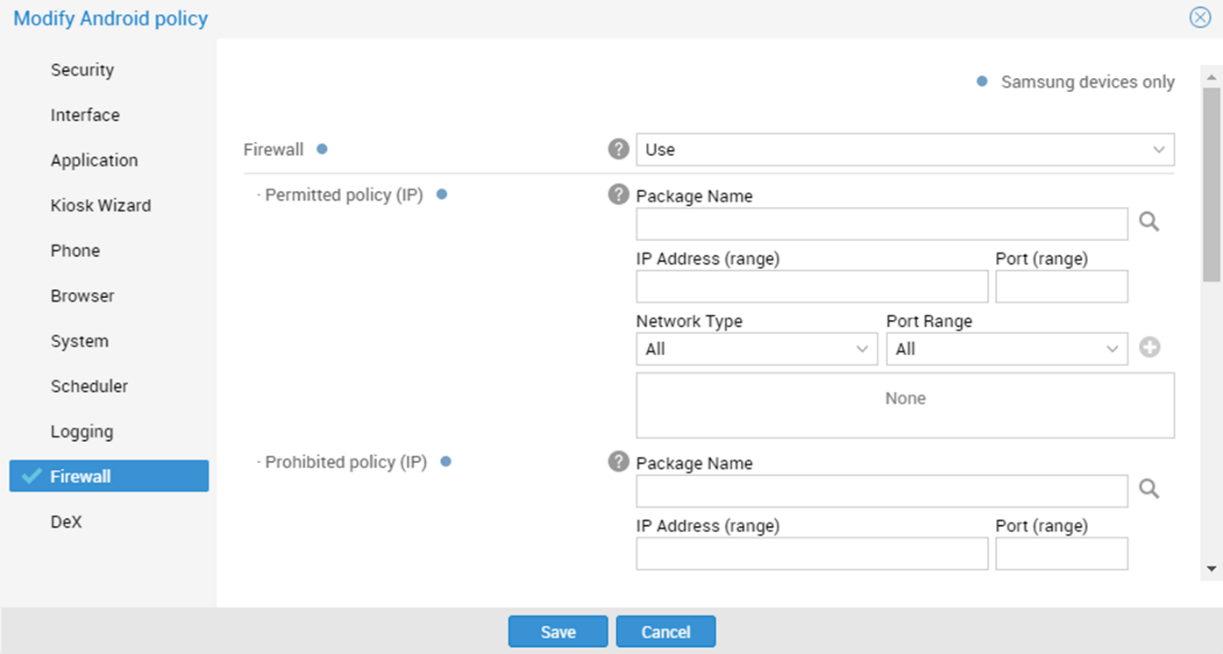 Modify Android policy
Security
Interface
Application
Kiosk Wizard
Phone
Browser
System
Scheduler
Logging
Firewall
DeX
Samsung devices only
Firewall
? Use
· Permitted policy (IP)
? Package Name
IP Address (range) Port (range)
Network Type Port Range
All All
None
· Prohibited policy (IP)
? Package Name
IP Address (range) Port (range)
Save Cancel